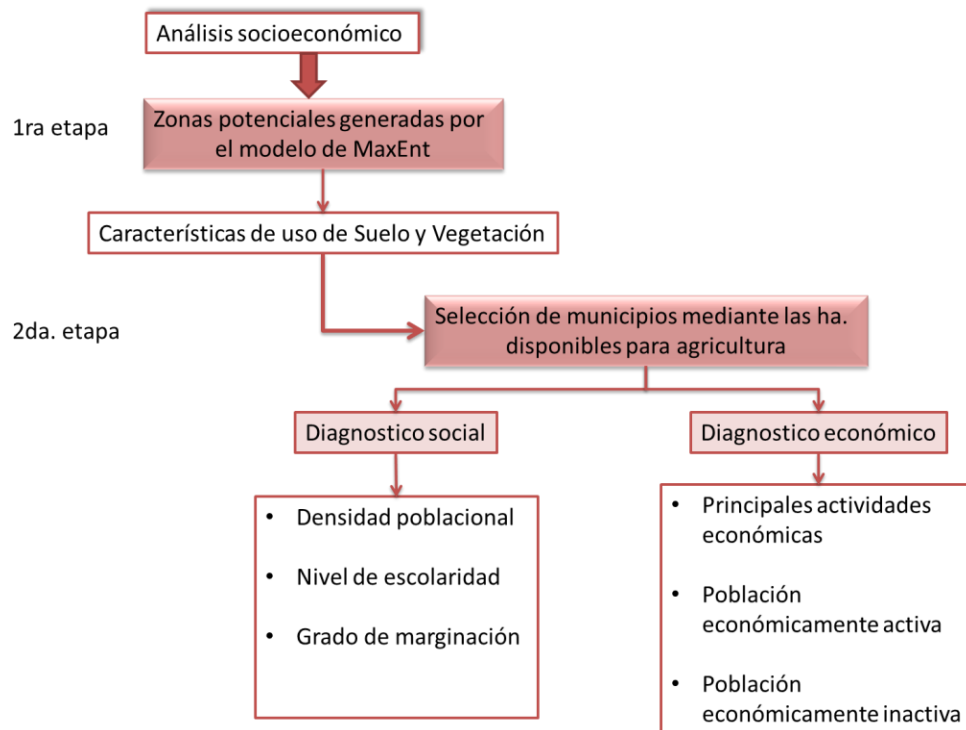 Análisis socioeconómico
1ra etapa
Zonas potenciales generadas por
el modelo de MaxEnt
Características de uso de Suelo y Vegetación
2da. etapa
Selección de municipios mediante las ha.
disponibles para agricultura
Diagnostico social
Diagnostico económico
• Densidad poblacional
• Nivel de escolaridad
• Grado de marginación
• Principales actividades
económicas
• Población
económicamente activa
• Población
económicamente inactiva